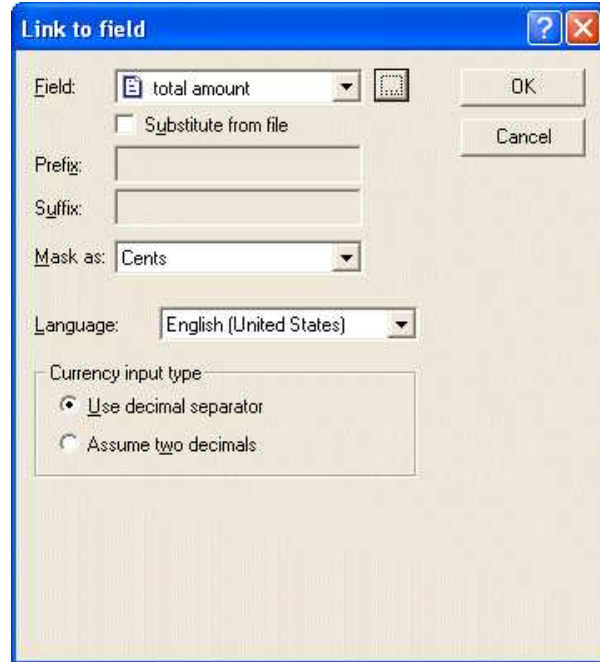 Link to field
Field: total amount ... OK
Substitute from file
Cancel
Prefix:
Suffix:
Mask as: Cents
Language: English (United States)
Currency input type
Use decimal separator
Assume two decimals